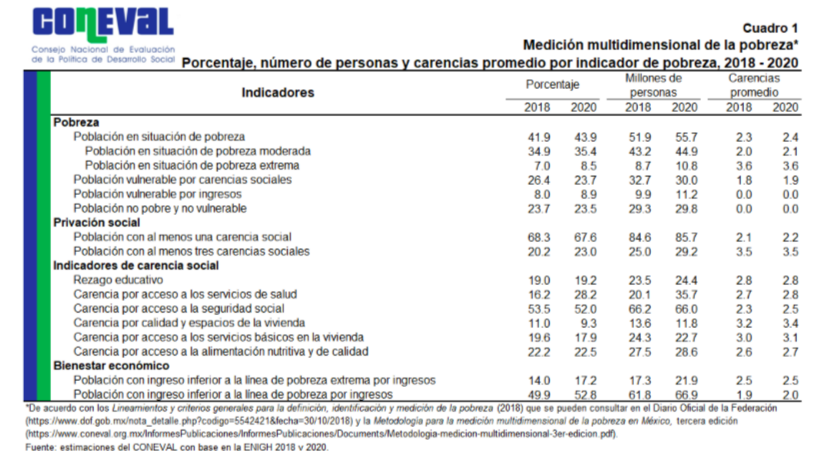 CONEVAL
Consejo Nacional de Evaluación
de la Política de Desarrollo Social
Cuadro 1
Medición multidimensional de la pobreza*
Porcentaje, número de personas y carencias promedio por indicador de pobreza, 2018 - 2020
Indicadores Porcentaje Millones de personas Carencias promedio
2018 2020 2018 2020 2018 2020
Pobreza
Población en situación de pobreza 41.9 43.9 51.9 55.7 2.3 2.4
Población en situación de pobreza moderada 34.9 35.4 43.2 44.9 2.0 2.1
Población en situación de pobreza extrema 7.0 8.5 8.7 10.8 3.6 3.6
Población vulnerable por carencias sociales 26.4 23.7 32.7 30.0 1.8 1.9
Población vulnerable por ingresos 8.0 8.9 9.9 11.2 0.0 0.0
Población no pobre y no vulnerable 23.7 23.5 29.3 29.8 0.0 0.0
Privación social
Población con al menos una carencia social 68.3 67.6 84.6 85.7 2.1 2.2
Población con al menos tres carencias sociales 20.2 23.0 25.0 29.2 3.5 3.5
Indicadores de carencia social
Rezago educativo 19.0 19.2 23.5 24.4 2.8 2.8
Carencia por acceso a los servicios de salud 16.2 28.2 20.1 35.7 2.7 2.8
Carencia por acceso a la seguridad social 53.5 52.0 66.2 66.0 2.3 2.5
Carencia por calidad y espacios de la vivienda 11.0 9.3 13.6 11.8 3.2 3.4
Carencia por acceso a los servicios básicos en la vivienda 19.6 17.9 24.3 22.7 3.0 3.1
Carencia por acceso a la alimentación nutritiva y de calidad 22.2 22.5 27.5 28.6 2.6 2.7
Bienestar económico
Población con ingreso inferior a la línea de pobreza extrema por ingresos 14.0 17.2 17.3 21.9 2.5 2.5
Población con ingreso inferior a la línea de pobreza por ingresos 49.9 52.8 61.8 66.9 1.9 2.0
*De acuerdo con los Lineamientos y criterios generales para la definición, identificación y medición de la pobreza (2018) que se pueden consultar en el Diario Oficial de la Federación
(https://www.dof.gob.mx/nota_detalle.php?codigo=5542421&fecha=30/10/2018) y la Metodología para la medición multidimensional de la pobreza en México, tercera edición
(https://www.coneval.org.mx/InformesPublicaciones/InformesPublicaciones/Documents/Metodologia-medicion-multidimensional-3er-edicion.pdf).
Fuente: estimaciones del CONEVAL con base en la ENIGH 2018 y 2020.